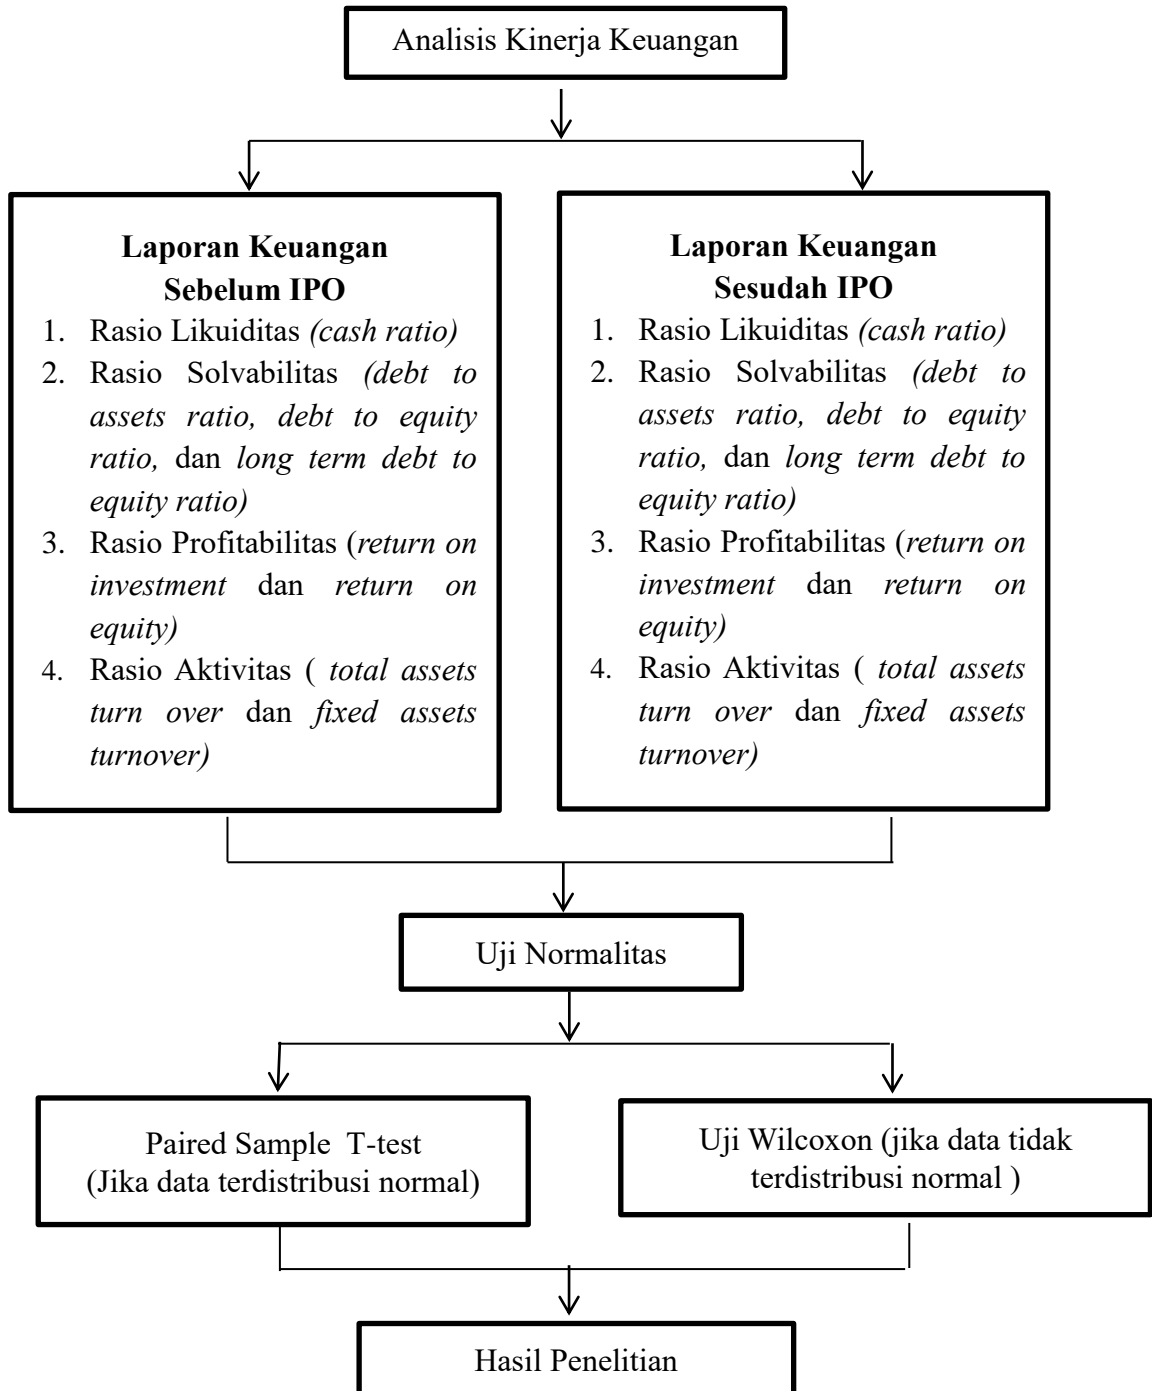 Analisis Kinerja Keuangan
Laporan Keuangan
Sebelum IPO
1. Rasio Likuiditas (cash ratio)
2. Rasio Solvabilitas (debt to
assets ratio, debt to equity
ratio, dan long term debt to
equity ratio)
3. Rasio Profitabilitas (return on
investment dan return on
equity)
4. Rasio Aktivitas ( total assets
turn over dan fixed assets
turnover)
Laporan Keuangan
Sesudah IPO
1. Rasio Likuiditas (cash ratio)
2. Rasio Solvabilitas (debt to
assets ratio, debt to equity
ratio, dan long term debt to
equity ratio)
3. Rasio Profitabilitas (return on
investment dan return on
equity)
4. Rasio Aktivitas ( total assets
turn over dan fixed assets
turnover)
Uji Normalitas
Paired Sample T-test
(Jika data terdistribusi normal)
Uji Wilcoxon (jika data tidak
terdistribusi normal )
Hasil Penelitian